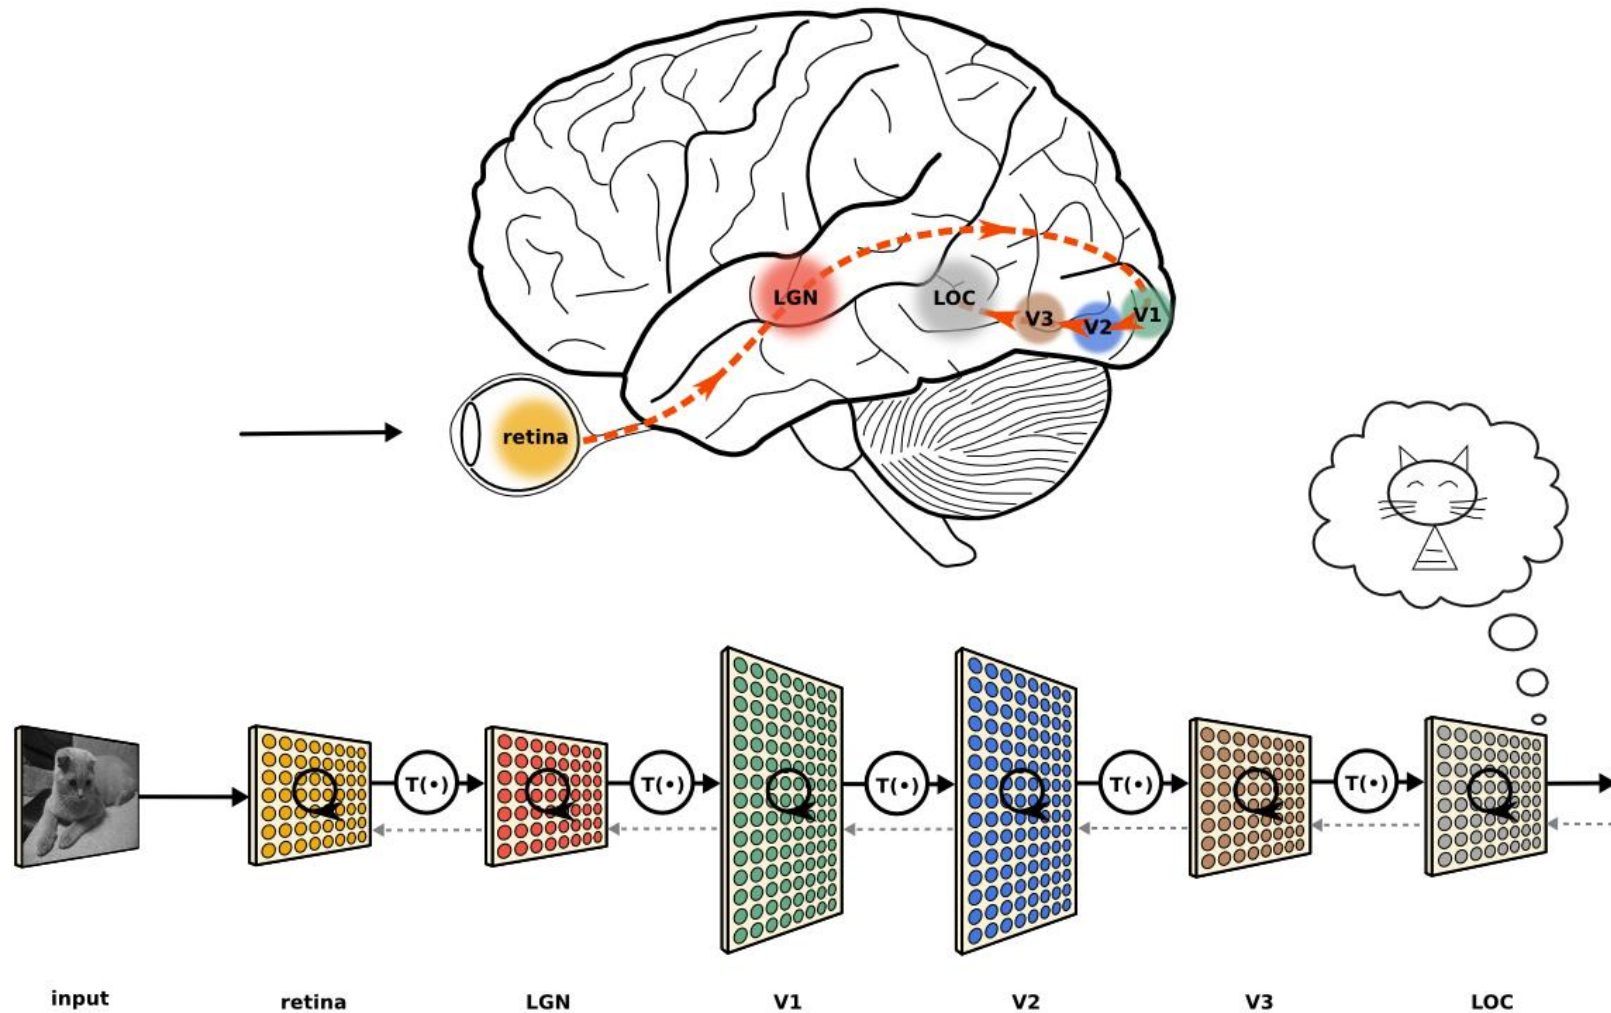 LGN
LOC
V3
V2
V1
retina
T(•)
T(•)
T(•)
T(•)
T(•)
input
retina
LGN
V1
V2
V3
LOC